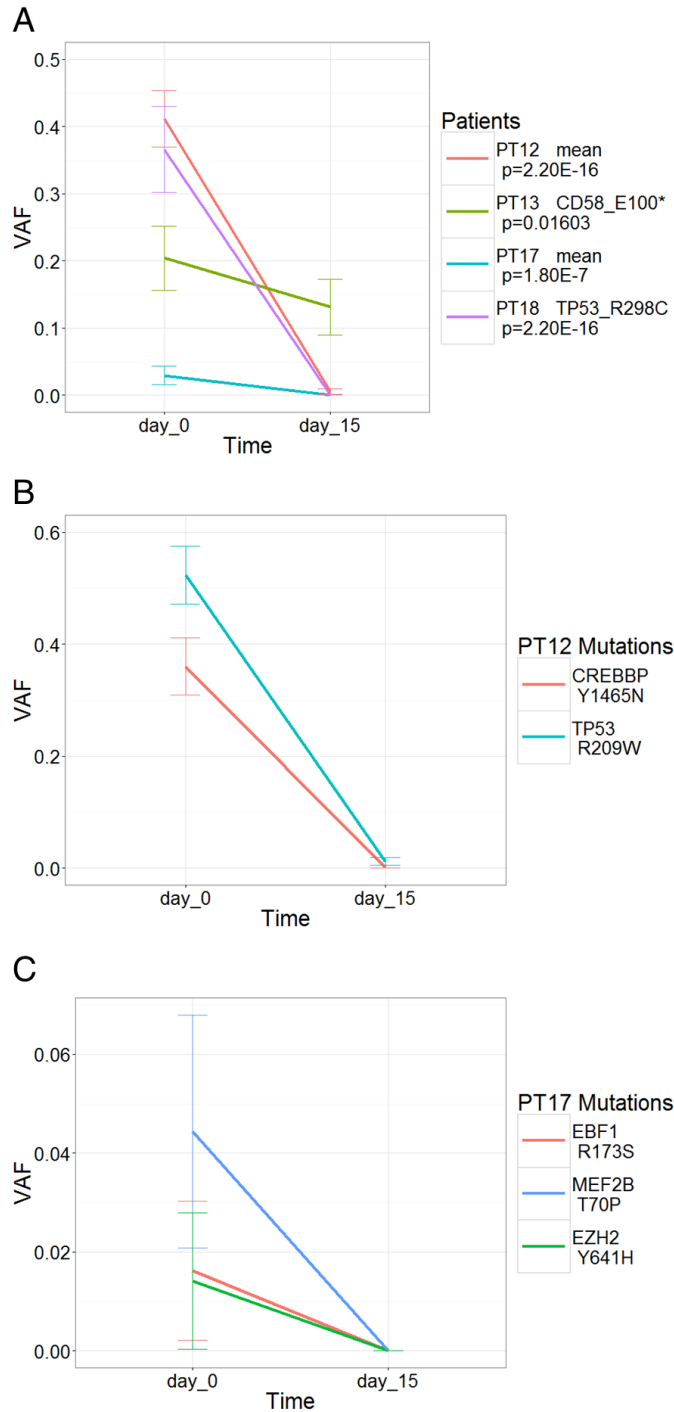 A
0.5
0.4
0.3
0.2
0.1
0.0
VAF
day_0
day_15
Time
Patients
PT12 mean
p=2.20E-16
PT13 CD58_E100*
p=0.01603
PT17 mean
p=1.80E-7
PT18 TP53_R298C
p=2.20E-16
B
0.6
0.4
0.2
0.0
VAF
day_0
day_15
Time
PT12 Mutations
CREBBP
Y1465N
TP53
R209W
C
0.06
0.04
0.02
0.00
VAF
day_0
day_15
Time
PT17 Mutations
EBF1
R173S
MEF2B
T70P
EZH2
Y641H